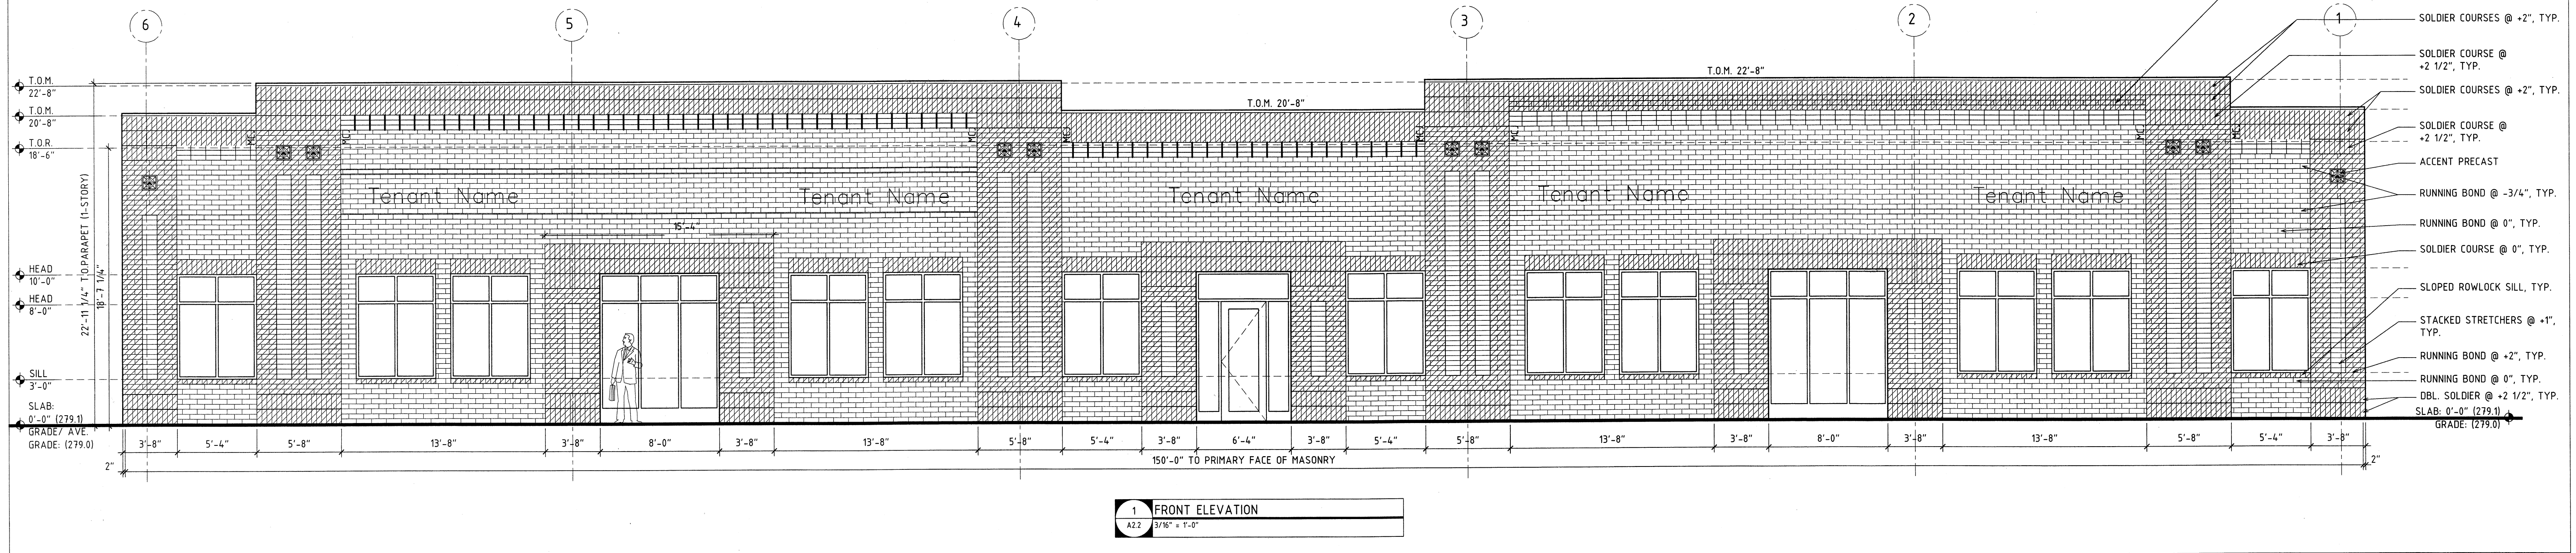 6
5
4
3
2
1
T.O.M.
22'-8"
T.O.M.
20'-8"
T.O.R.
18'-6"
HEAD
10'-0"
HEAD
8'-0"
SILL
3'-0"
SLAB:
0'-0" (279.1)
GRADE/ AVE.
GRADE: (279.0)
22'-11 1/4" T.O.PARAPET (1-STORY)
18'-7 1/4"
T.O.M. 20'-8"
T.O.M. 22'-8"
MCJ
MCJ
MCJ
MCJ
MCJ
MCJ
MCJ
MCJ
Tenant Name
Tenant Name
Tenant Name
Tenant Name
Tenant Name
15'-4"
SOLDIER COURSES @ +2", TYP.
SOLDIER COURSE @
+2 1/2", TYP.
SOLDIER COURSES @ +2", TYP.
SOLDIER COURSE @
+2 1/2", TYP.
ACCENT PRECAST
RUNNING BOND @ -3/4", TYP.
RUNNING BOND @ 0", TYP.
SOLDIER COURSE @ 0", TYP.
SLOPED ROWLOCK SILL, TYP.
STACKED STRETCHERS @ +1",
TYP.
RUNNING BOND @ +2", TYP.
RUNNING BOND @ 0", TYP.
DBL. SOLDIER @ +2 1/2", TYP.
SLAB: 0'-0" (279.1)
GRADE: (279.0)
3'-8" 5'-4" 5'-8" 13'-8" 3'-8" 8'-0" 3'-8" 13'-8" 5'-8" 5'-4" 3'-8" 6'-4" 3'-8" 5'-4" 5'-8" 13'-8" 3'-8" 8'-0" 3'-8" 13'-8" 5'-8" 5'-4" 3'-8"
2" 150'-0" TO PRIMARY FACE OF MASONRY 2"
1 FRONT ELEVATION
A2.2 3/16" = 1'-0"